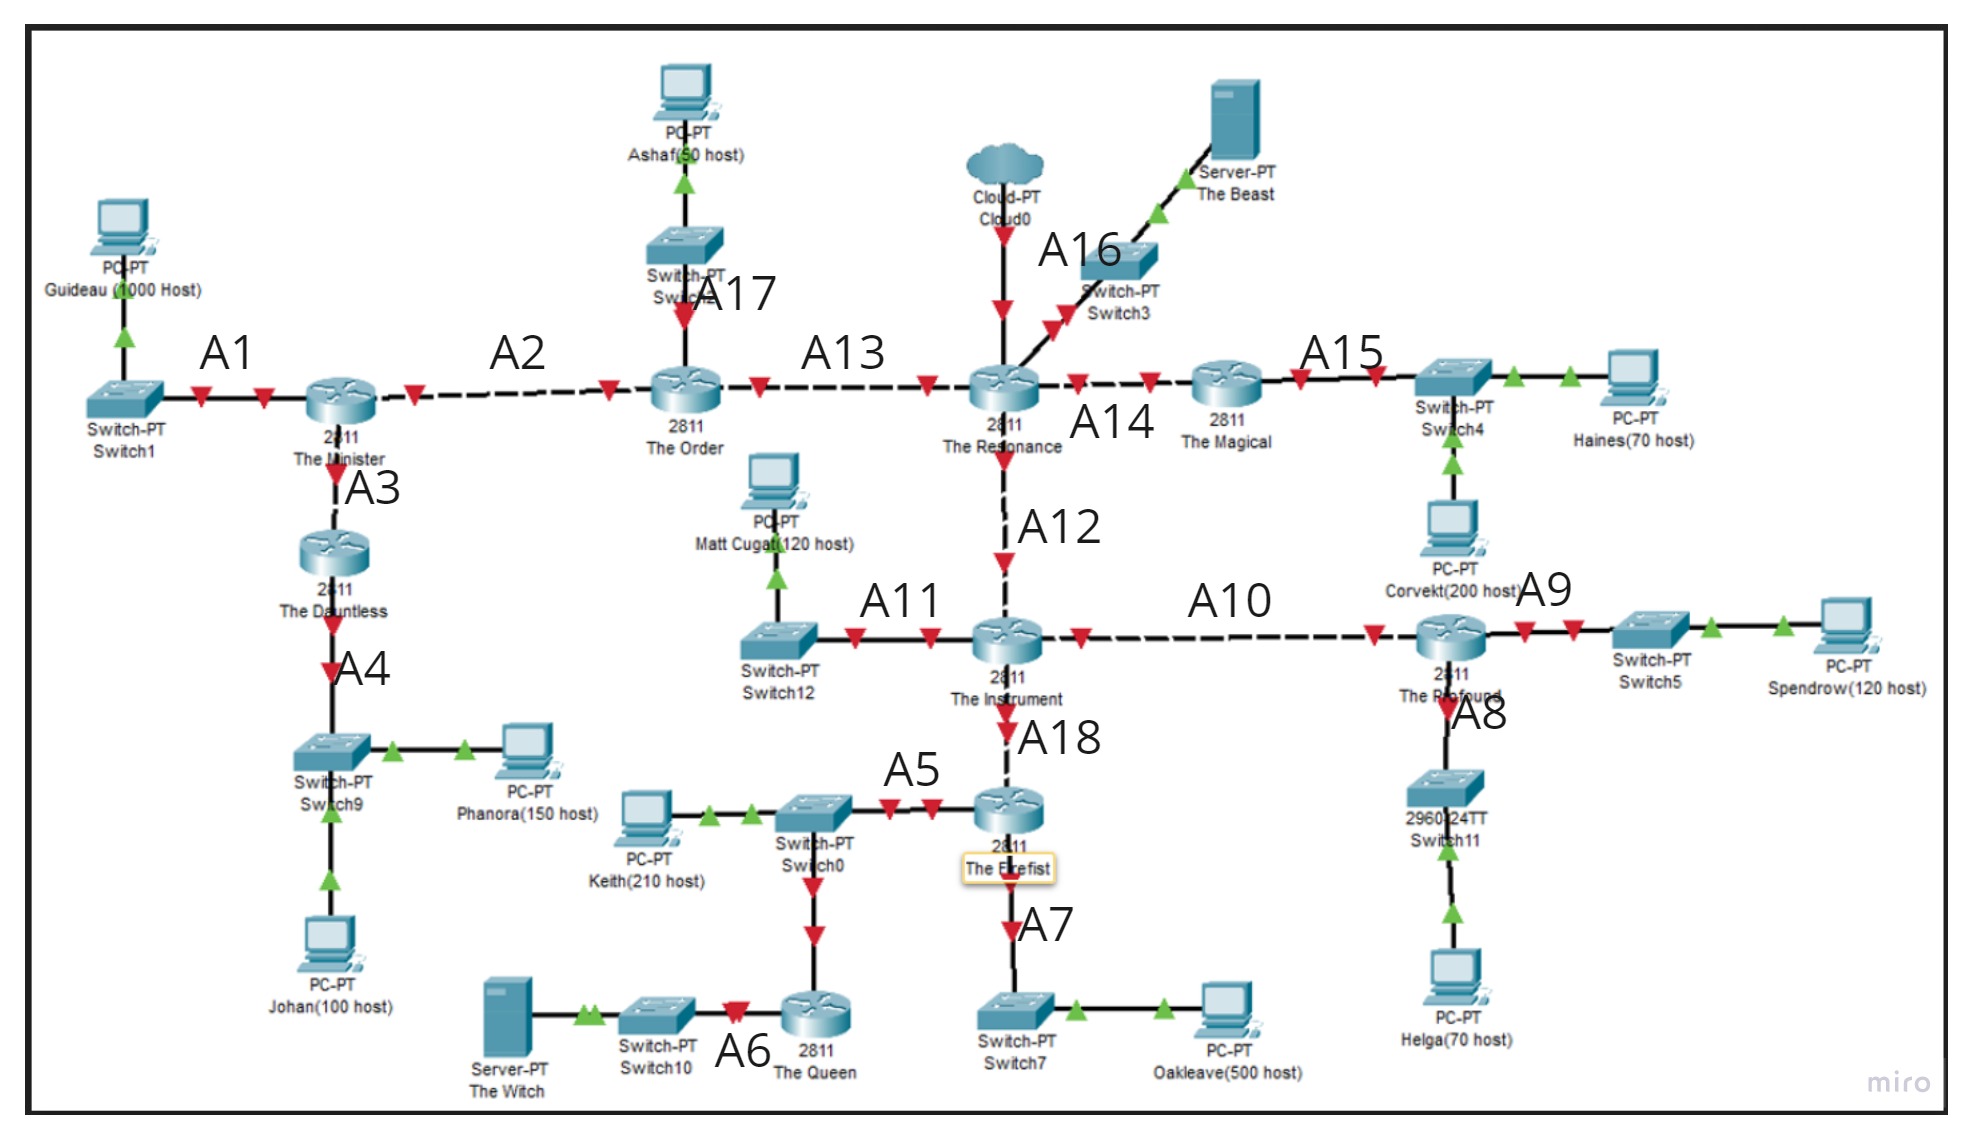 PC-PT
Ashaf(50 host)
Server-PT
The Beast
Cloud-PT
Cloud0
A16
PC-PT
Guideau (1000 Host)
Switch-PT
Switch2
A17
Switch-PT
Switch3
A1
A2
A13
A15
Switch-PT
Switch1
2811
The Minister
2811
The Order
2811
The Resonance
A14
2811
The Magical
Switch-PT
Switch4
PC-PT
Haines(70 host)
A3
PC-PT
Matt Cugat(120 host)
A12
PC-PT
Corvekt(200 host)
2811
The Dauntless
A11
A10
A9
A4
Switch-PT
Switch12
2811
The Instrument
2811
The Profound
Switch-PT
Switch5
PC-PT
Spendrow(120 host)
A8
A18
Switch-PT
Switch9
PC-PT
Phanora(150 host)
A5
PC-PT
Keith(210 host)
Switch-PT
Switch0
2811
The Firefist
2960-24TT
Switch11
A7
PC-PT
Johan(100 host)
Server-PT
The Witch
Switch-PT
Switch10
A6
2811
The Queen
Switch-PT
Switch7
PC-PT
Oakleave(500 host)
PC-PT
Helga(70 host)
miro